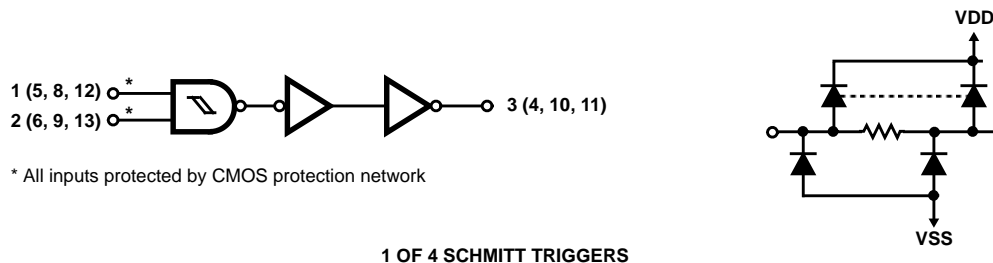 VDD
*
1 (5, 8, 12)
*
2 (6, 9, 13)
3 (4, 10, 11)
* All inputs protected by CMOS protection network
VSS
1 OF 4 SCHMITT TRIGGERS